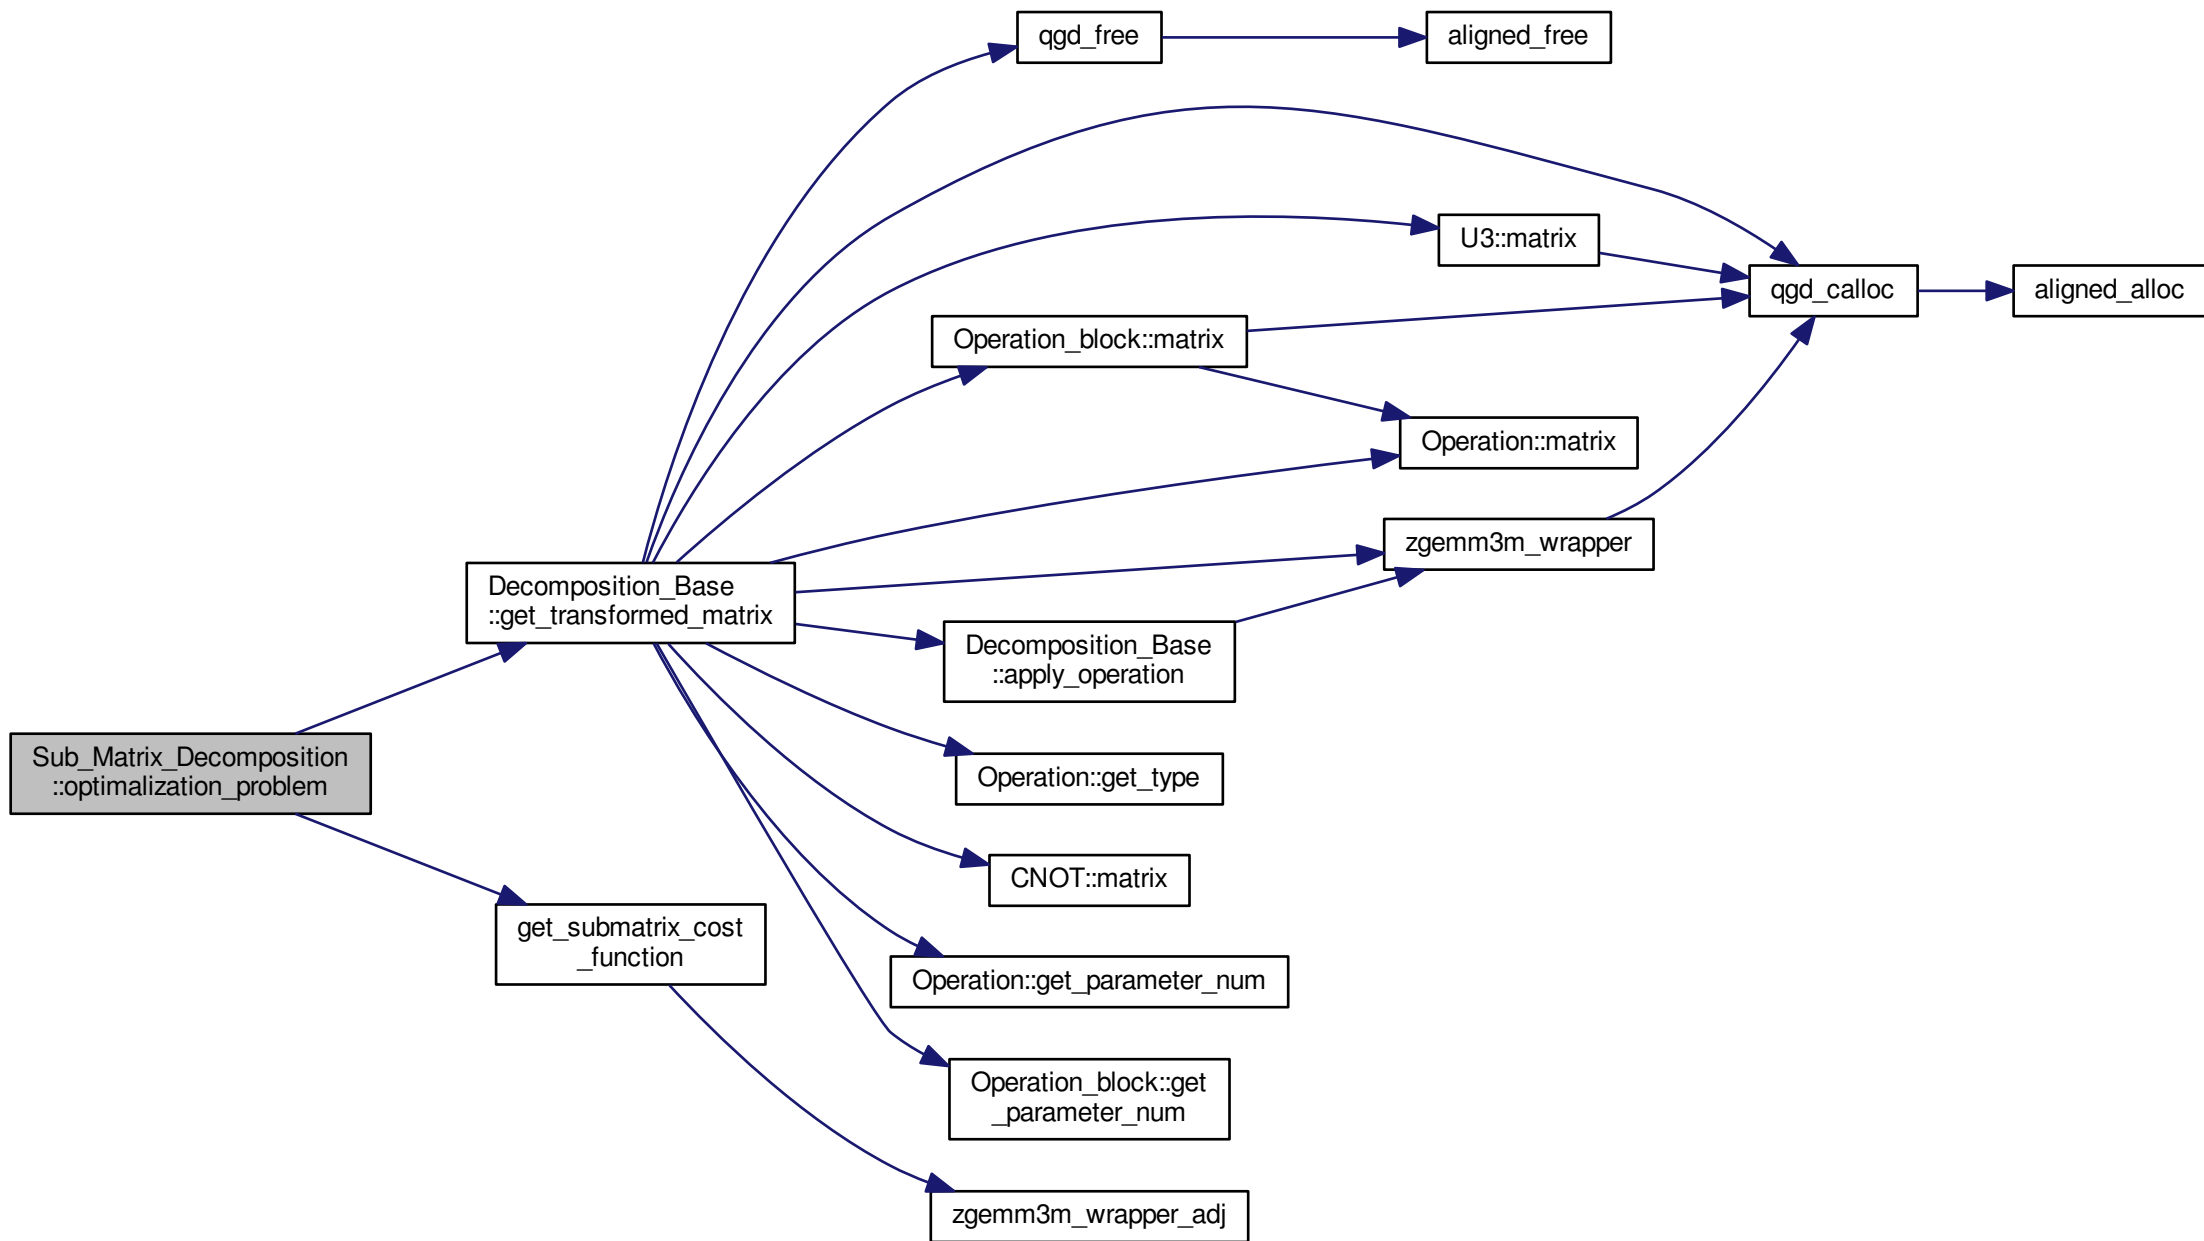 qgd_free
aligned_free
U3::matrix
qgd_calloc
aligned_alloc
Operation_block::matrix
Operation::matrix
zgemm3m_wrapper
Decomposition_Base
::get_transformed_matrix
Decomposition_Base
::apply_operation
Sub_Matrix_Decomposition
::optimalization_problem
Operation::get_type
CNOT::matrix
get_submatrix_cost
_function
Operation::get_parameter_num
Operation_block::get
_parameter_num
zgemm3m_wrapper_adj